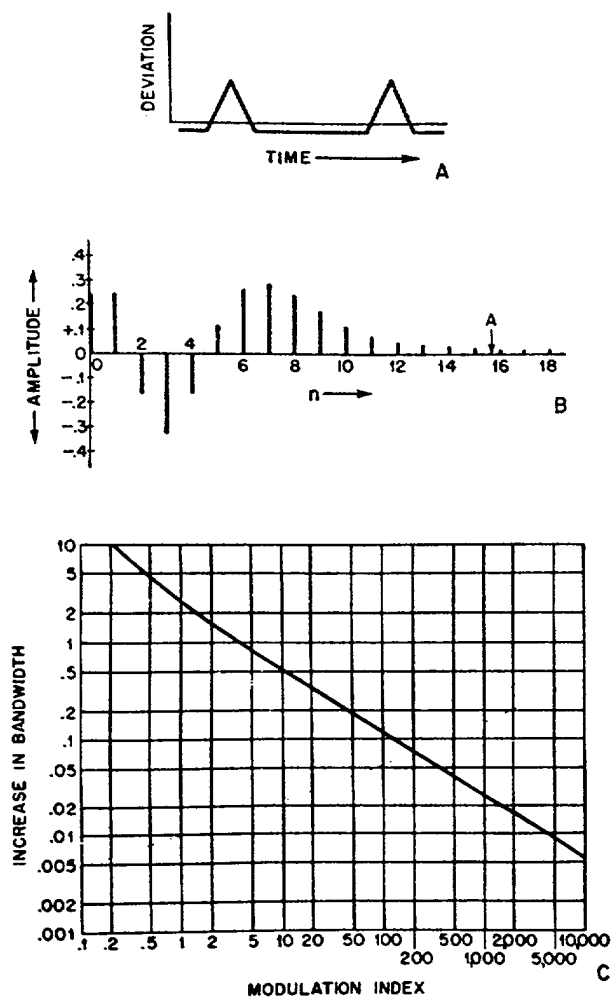 DEVIATION
TIME
A
AMPLITUDE
.4
.3
.2
+.1
0
-.1
-.2
-.3
-.4
0 2 4 6 8 10 12 14 16 18
A
n
B
INCREASE IN BANDWIDTH
10
5
2
1
.5
.2
.1
.05
.02
.01
.005
.002
.001
.1 .2 .5 1 2 5 10 20 50 100 200 500 1,000 2,000 5,000 10,000
C
MODULATION INDEX